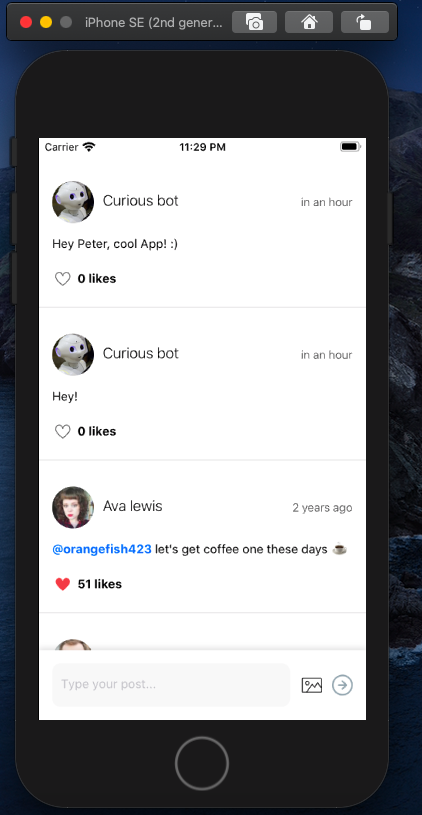 iPhone SE (2nd gener...
Carrier 11:29 PM
Curious bot in an hour
Hey Peter, cool App! :)
0 likes
Curious bot in an hour
Hey!
0 likes
Ava lewis 2 years ago
@orangefish423 let's get coffee one these days ☕
51 likes
Type your post...